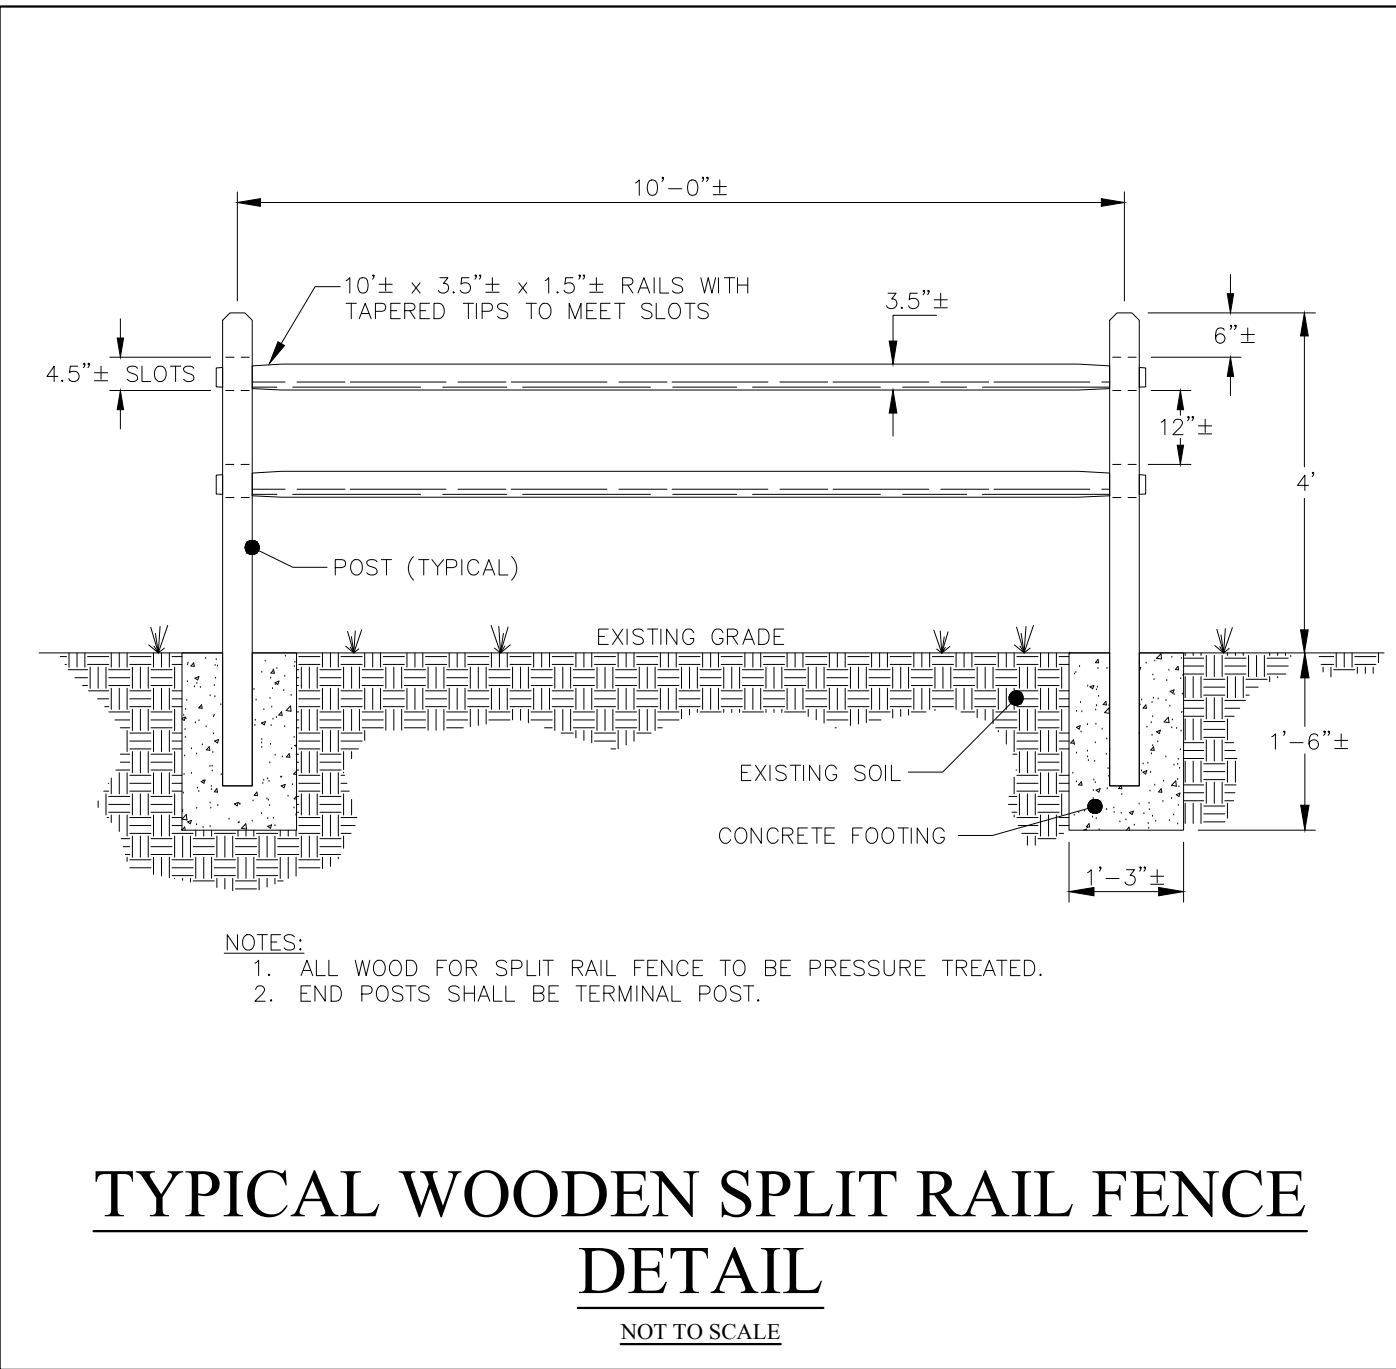 10'-0"±
10'± x 3.5"± x 1.5"± RAILS WITH
TAPERED TIPS TO MEET SLOTS
3.5"±
6"±
4.5"± SLOTS
12"±
4'
POST (TYPICAL)
EXISTING GRADE
1'-6"±
EXISTING SOIL
CONCRETE FOOTING
1'-3"±
NOTES:
1. ALL WOOD FOR SPLIT RAIL FENCE TO BE PRESSURE TREATED.
2. END POSTS SHALL BE TERMINAL POST.
TYPICAL WOODEN SPLIT RAIL FENCE
DETAIL
NOT TO SCALE